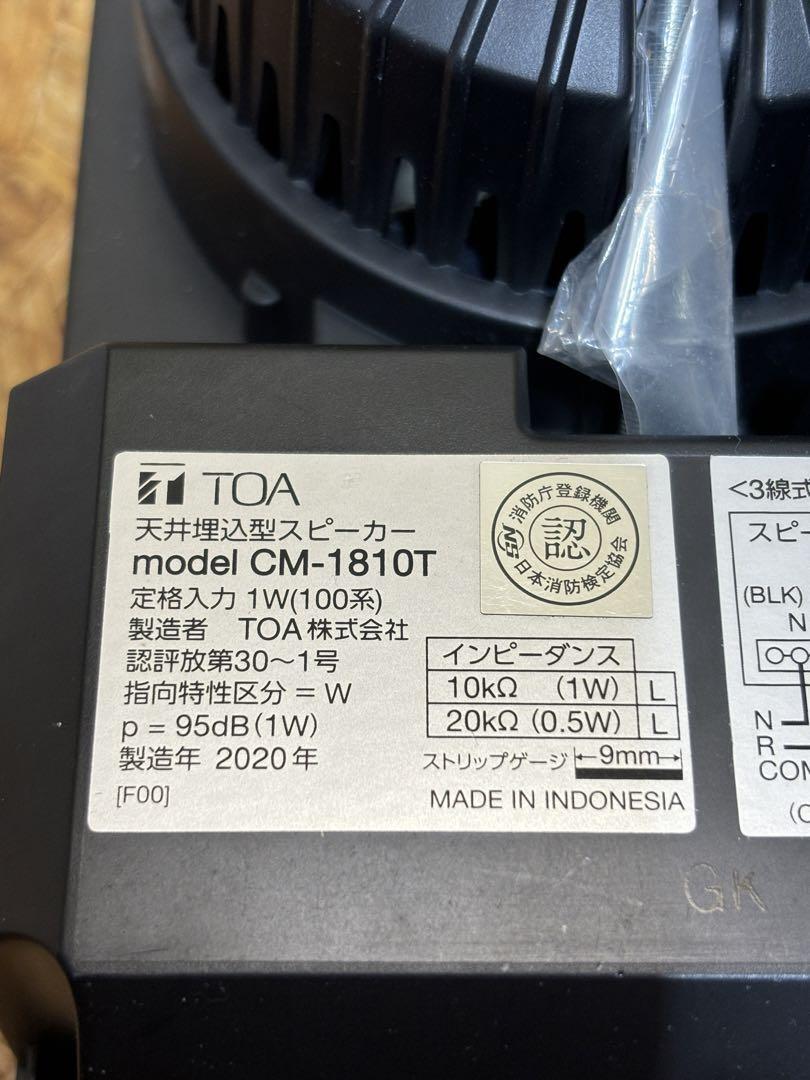 TOA
天井埋込型スピーカー
model CM-1810T
定格入力 1W(100系)
製造者 TOA株式会社
認評放第30～1号
指向特性区分 = W
p = 95dB(1W)
製造年 2020年
[F00]
消防庁登録機関
認
NS
日本消防検定協会
インピーダンス
10kΩ (1W) L
20kΩ (0.5W) L
ストリップゲージ 9mm
MADE IN INDONESIA
<3線式
スピー
(BLK)
N
N
R
COM
GK